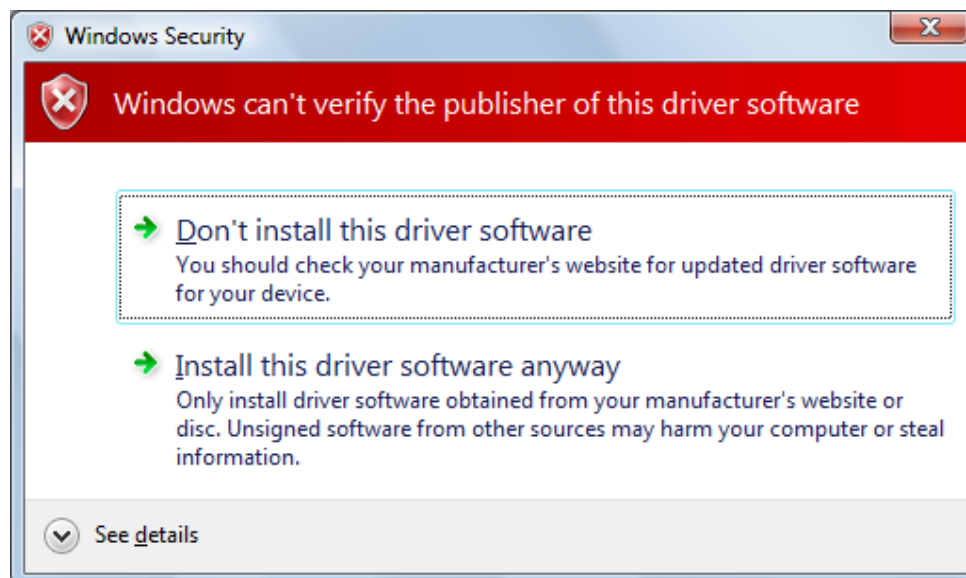 Windows Security
Windows can't verify the publisher of this driver software
Don't install this driver software
You should check your manufacturer's website for updated driver software
for your device.
Install this driver software anyway
Only install driver software obtained from your manufacturer's website or
disc. Unsigned software from other sources may harm your computer or steal
information.
See details